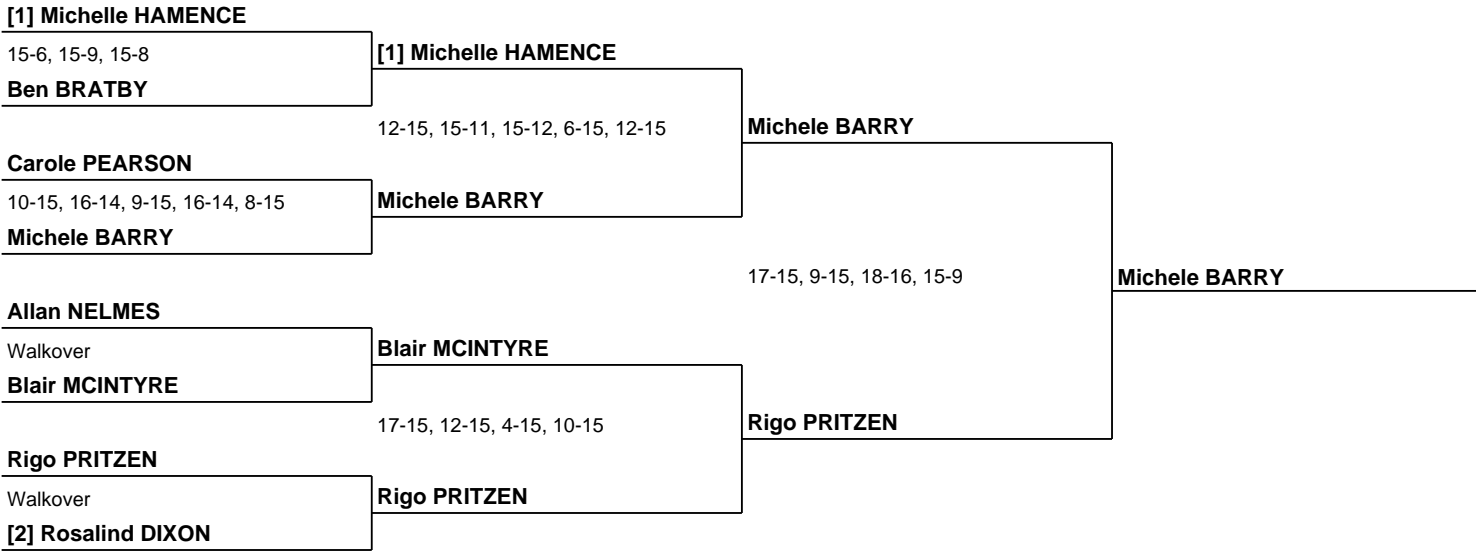 [1] Michelle HAMENCE
15-6, 15-9, 15-8
[1] Michelle HAMENCE
Ben BRATBY
12-15, 15-11, 15-12, 6-15, 12-15
Michele BARRY
Carole PEARSON
10-15, 16-14, 9-15, 16-14, 8-15
Michele BARRY
Michele BARRY
17-15, 9-15, 18-16, 15-9
Michele BARRY
Allan NELMES
Walkover
Blair MCINTYRE
Blair MCINTYRE
17-15, 12-15, 4-15, 10-15
Rigo PRITZEN
Rigo PRITZEN
Walkover
Rigo PRITZEN
[2] Rosalind DIXON